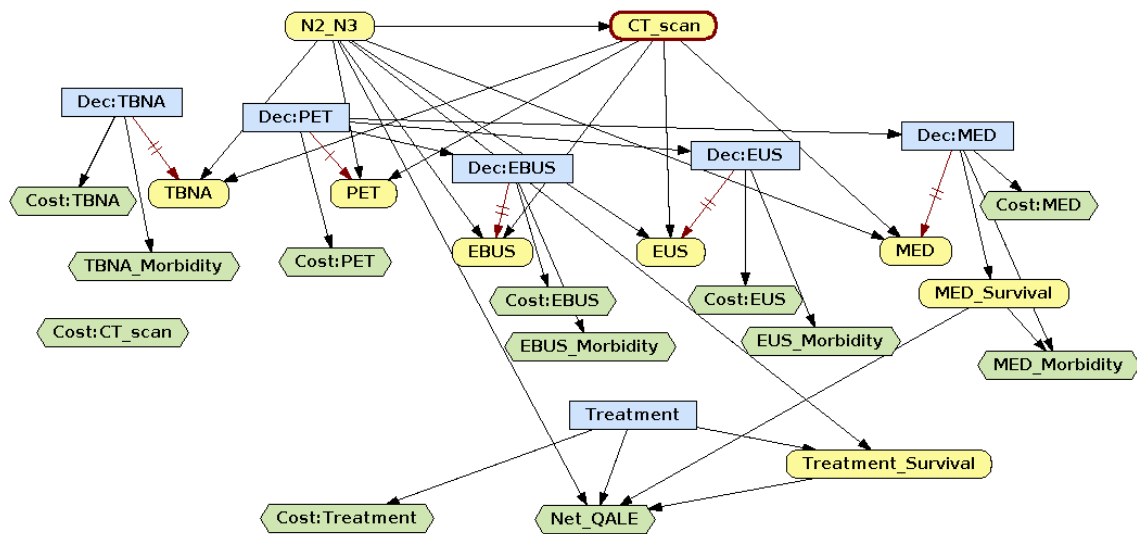 N2_N3
CT_scan
Dec:TBNA
Dec:PET
Dec:MED
Dec:EBUS
Dec:EUS
Cost:TBNA
TBNA
PET
Cost:MED
EBUS
EUS
MED
TBNA_Morbidity
Cost:PET
Cost:EBUS
Cost:EUS
MED_Survival
Cost:CT_scan
EBUS_Morbidity
EUS_Morbidity
MED_Morbidity
Treatment
Treatment_Survival
Cost:Treatment
Net_QALE